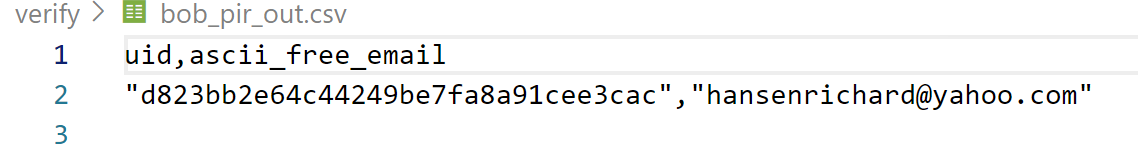 verify > bob_pir_out.csv
1 uid,ascii_free_email
2 "d823bb2e64c44249be7fa8a91cee3cac","hansenrichard@yahoo.com"
3